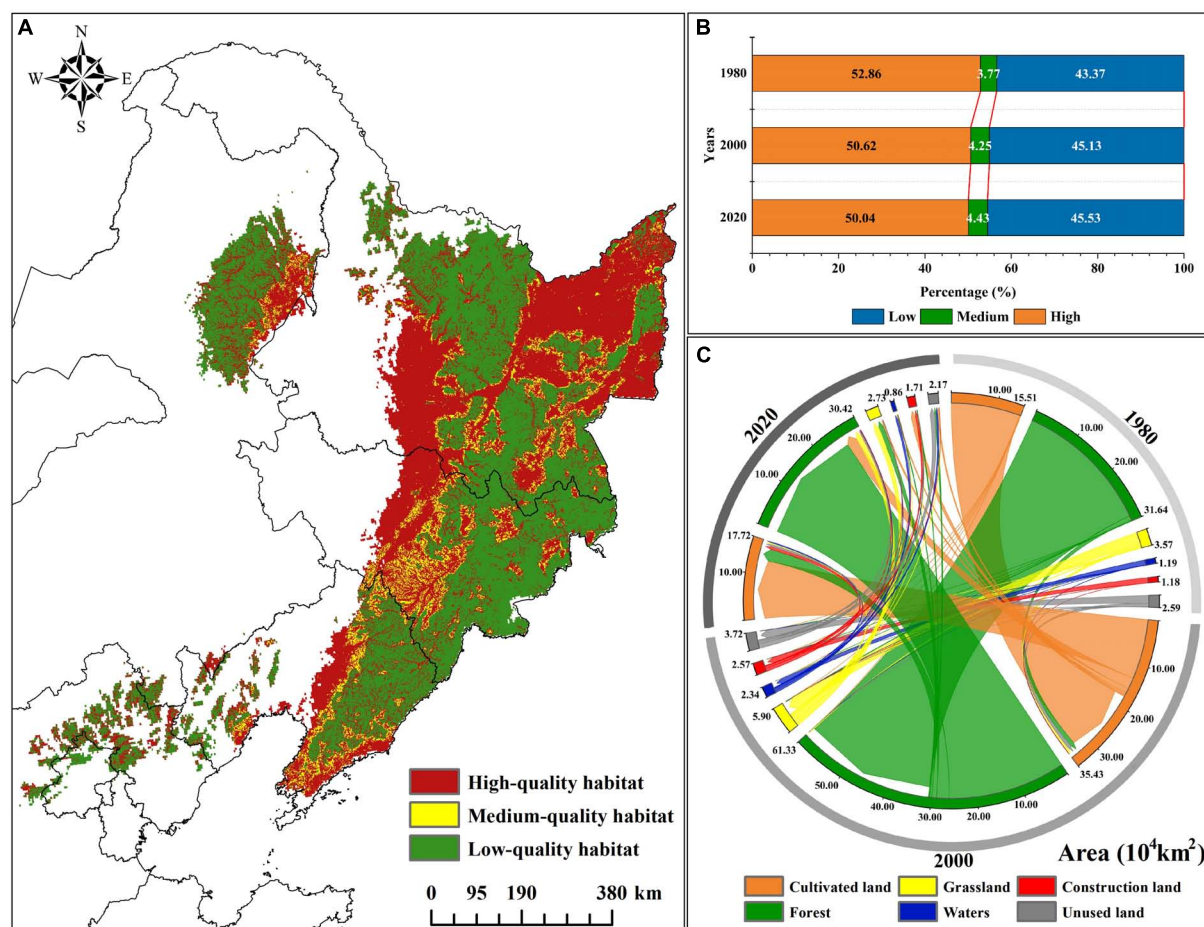 A
N
W E
S
High-quality habitat
Medium-quality habitat
Low-quality habitat
0 95 190 380 km
B
Years
1980
52.86 3.77 43.37
2000
50.62 4.25 45.13
2020
50.04 4.43 45.53
0 20 40 60 80 100
Percentage (%)
Low Medium High
C
2020
1980
2000
10.00 15.51
10.00
20.00
31.64
3.57
1.19
1.18
2.59
10.00
20.00
30.00
35.43
10.00
20.00
30.00
40.00
50.00
61.33
5.90
2.34
2.57
3.72
10.00
17.72
10.00
20.00
30.42
2.73
0.86
1.71
2.17
Area (10⁴km²)
Cultivated land Grassland Construction land
Forest Waters Unused land